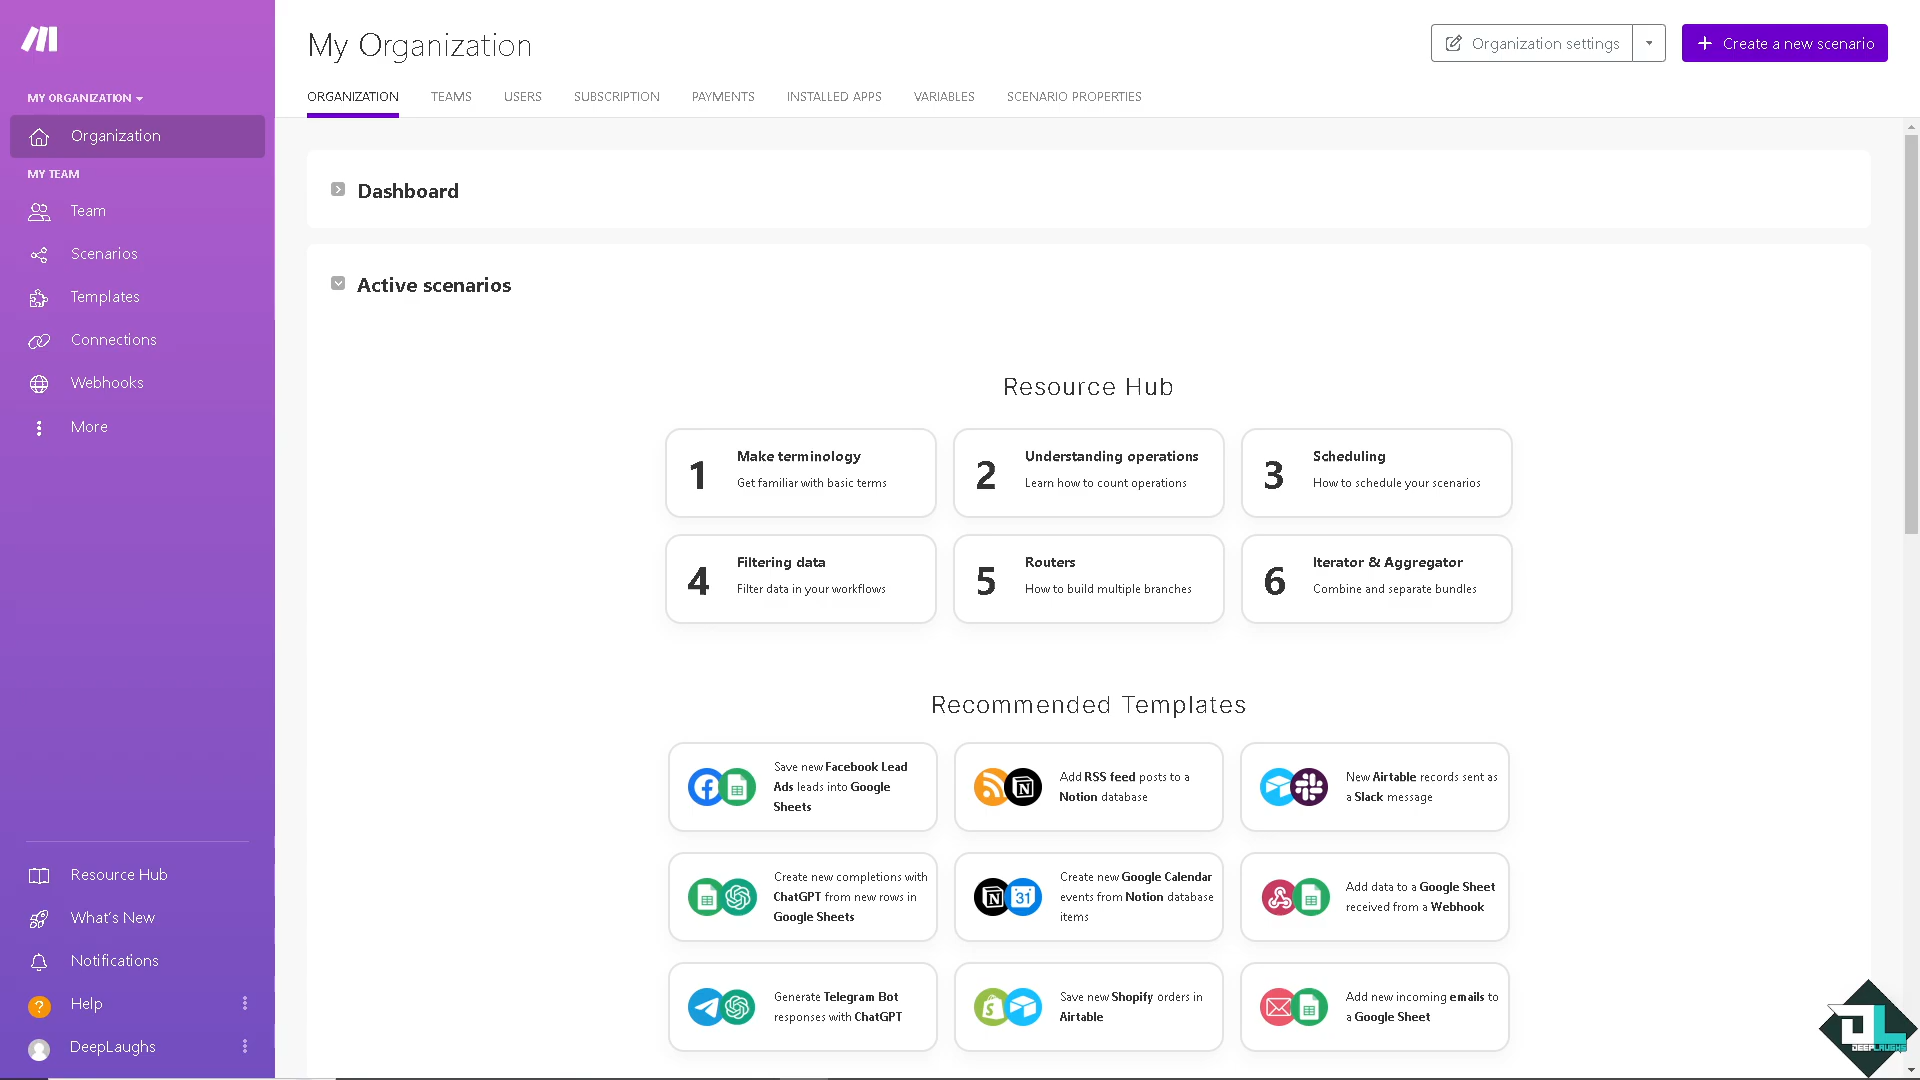 My Organization
Organization settings
Create a new scenario
MY ORGANIZATION
Organization
MY TEAM
Team
Scenarios
Templates
Connections
Webhooks
More
Resource Hub
What's New
Notifications
? Help
DeepLaughs
ORGANIZATION TEAMS USERS SUBSCRIPTION PAYMENTS INSTALLED APPS VARIABLES SCENARIO PROPERTIES
Dashboard
Active scenarios
Resource Hub
1
Make terminology
Get familiar with basic terms
2
Understanding operations
Learn how to count operations
3
Scheduling
How to schedule your scenarios
4
Filtering data
Filter data in your workflows
5
Routers
How to build multiple branches
6
Iterator & Aggregator
Combine and separate bundles
Recommended Templates
Save new Facebook Lead
Ads leads into Google
Sheets
Add RSS feed posts to a
Notion database
New Airtable records sent as
a Slack message
Create new completions with
ChatGPT from new rows in
Google Sheets
31
Create new Google Calendar
events from Notion database
items
Add data to a Google Sheet
received from a Webhook
Generate Telegram Bot
responses with ChatGPT
Save new Shopify orders in
Airtable
Add new incoming emails to
a Google Sheet
DL
DEEPLAUGHS